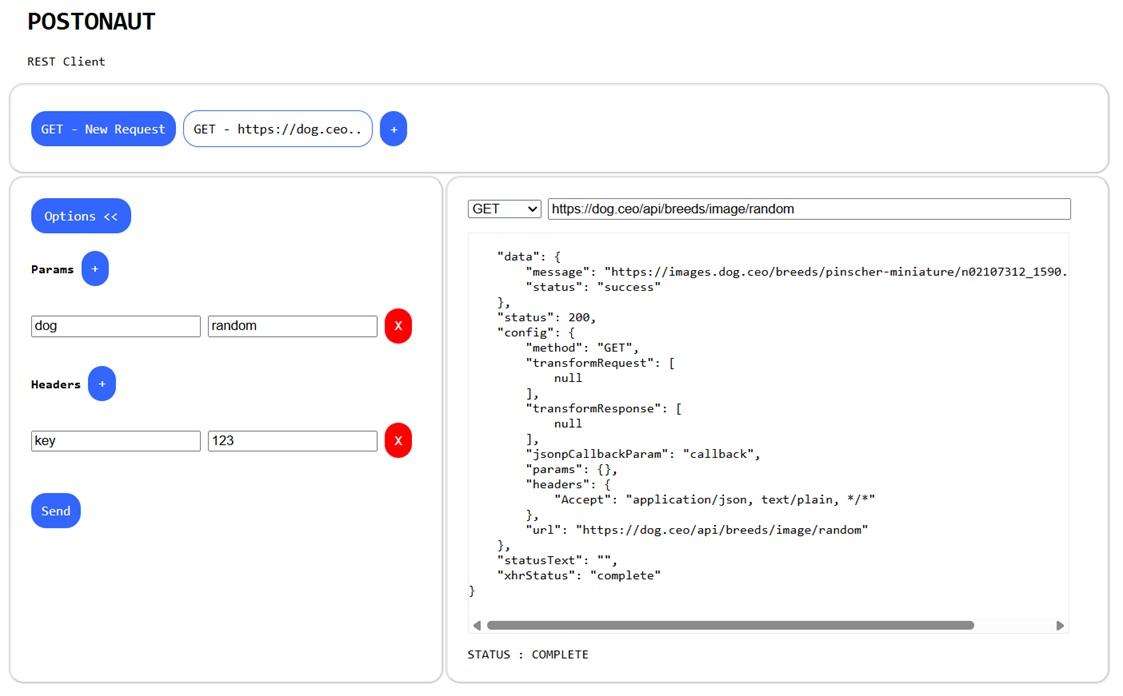 POSTONAUT
REST Client
GET - New Request
GET - https://dog.ceo..
+
Options <<
Params +
dog random X
Headers +
key 123 X
Send
GET https://dog.ceo/api/breeds/image/random
"data": {
"message": "https://images.dog.ceo/breeds/pinscher-miniature/n02107312_1590.
"status": "success"
},
"status": 200,
"config": {
"method": "GET",
"transformRequest": [
null
],
"transformResponse": [
null
],
"jsonpCallbackParam": "callback",
"params": {},
"headers": {
"Accept": "application/json, text/plain, */*"
},
"url": "https://dog.ceo/api/breeds/image/random"
},
"statusText": "",
"xhrStatus": "complete"
}
STATUS : COMPLETE